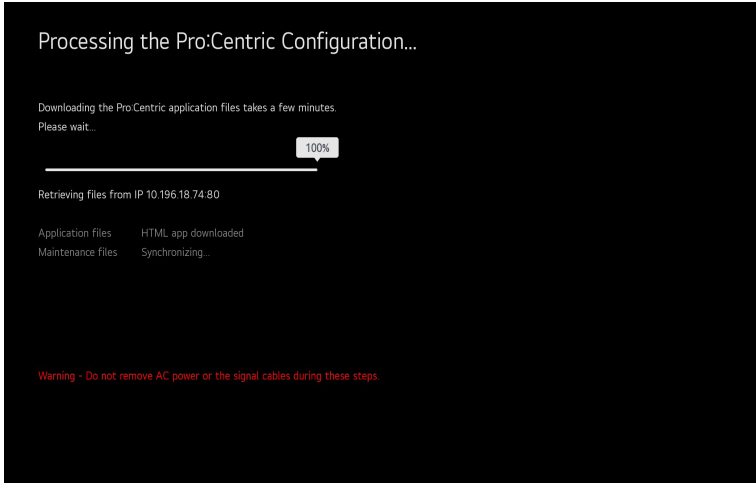 Processing the Pro:Centric Configuration...
Downloading the Pro:Centric application files takes a few minutes.
Please wait...
100%
Retrieving files from IP 10.196.18.74:80
Application files HTML app downloaded
Maintenance files Synchronizing...
Warning - Do not remove AC power or the signal cables during these steps.